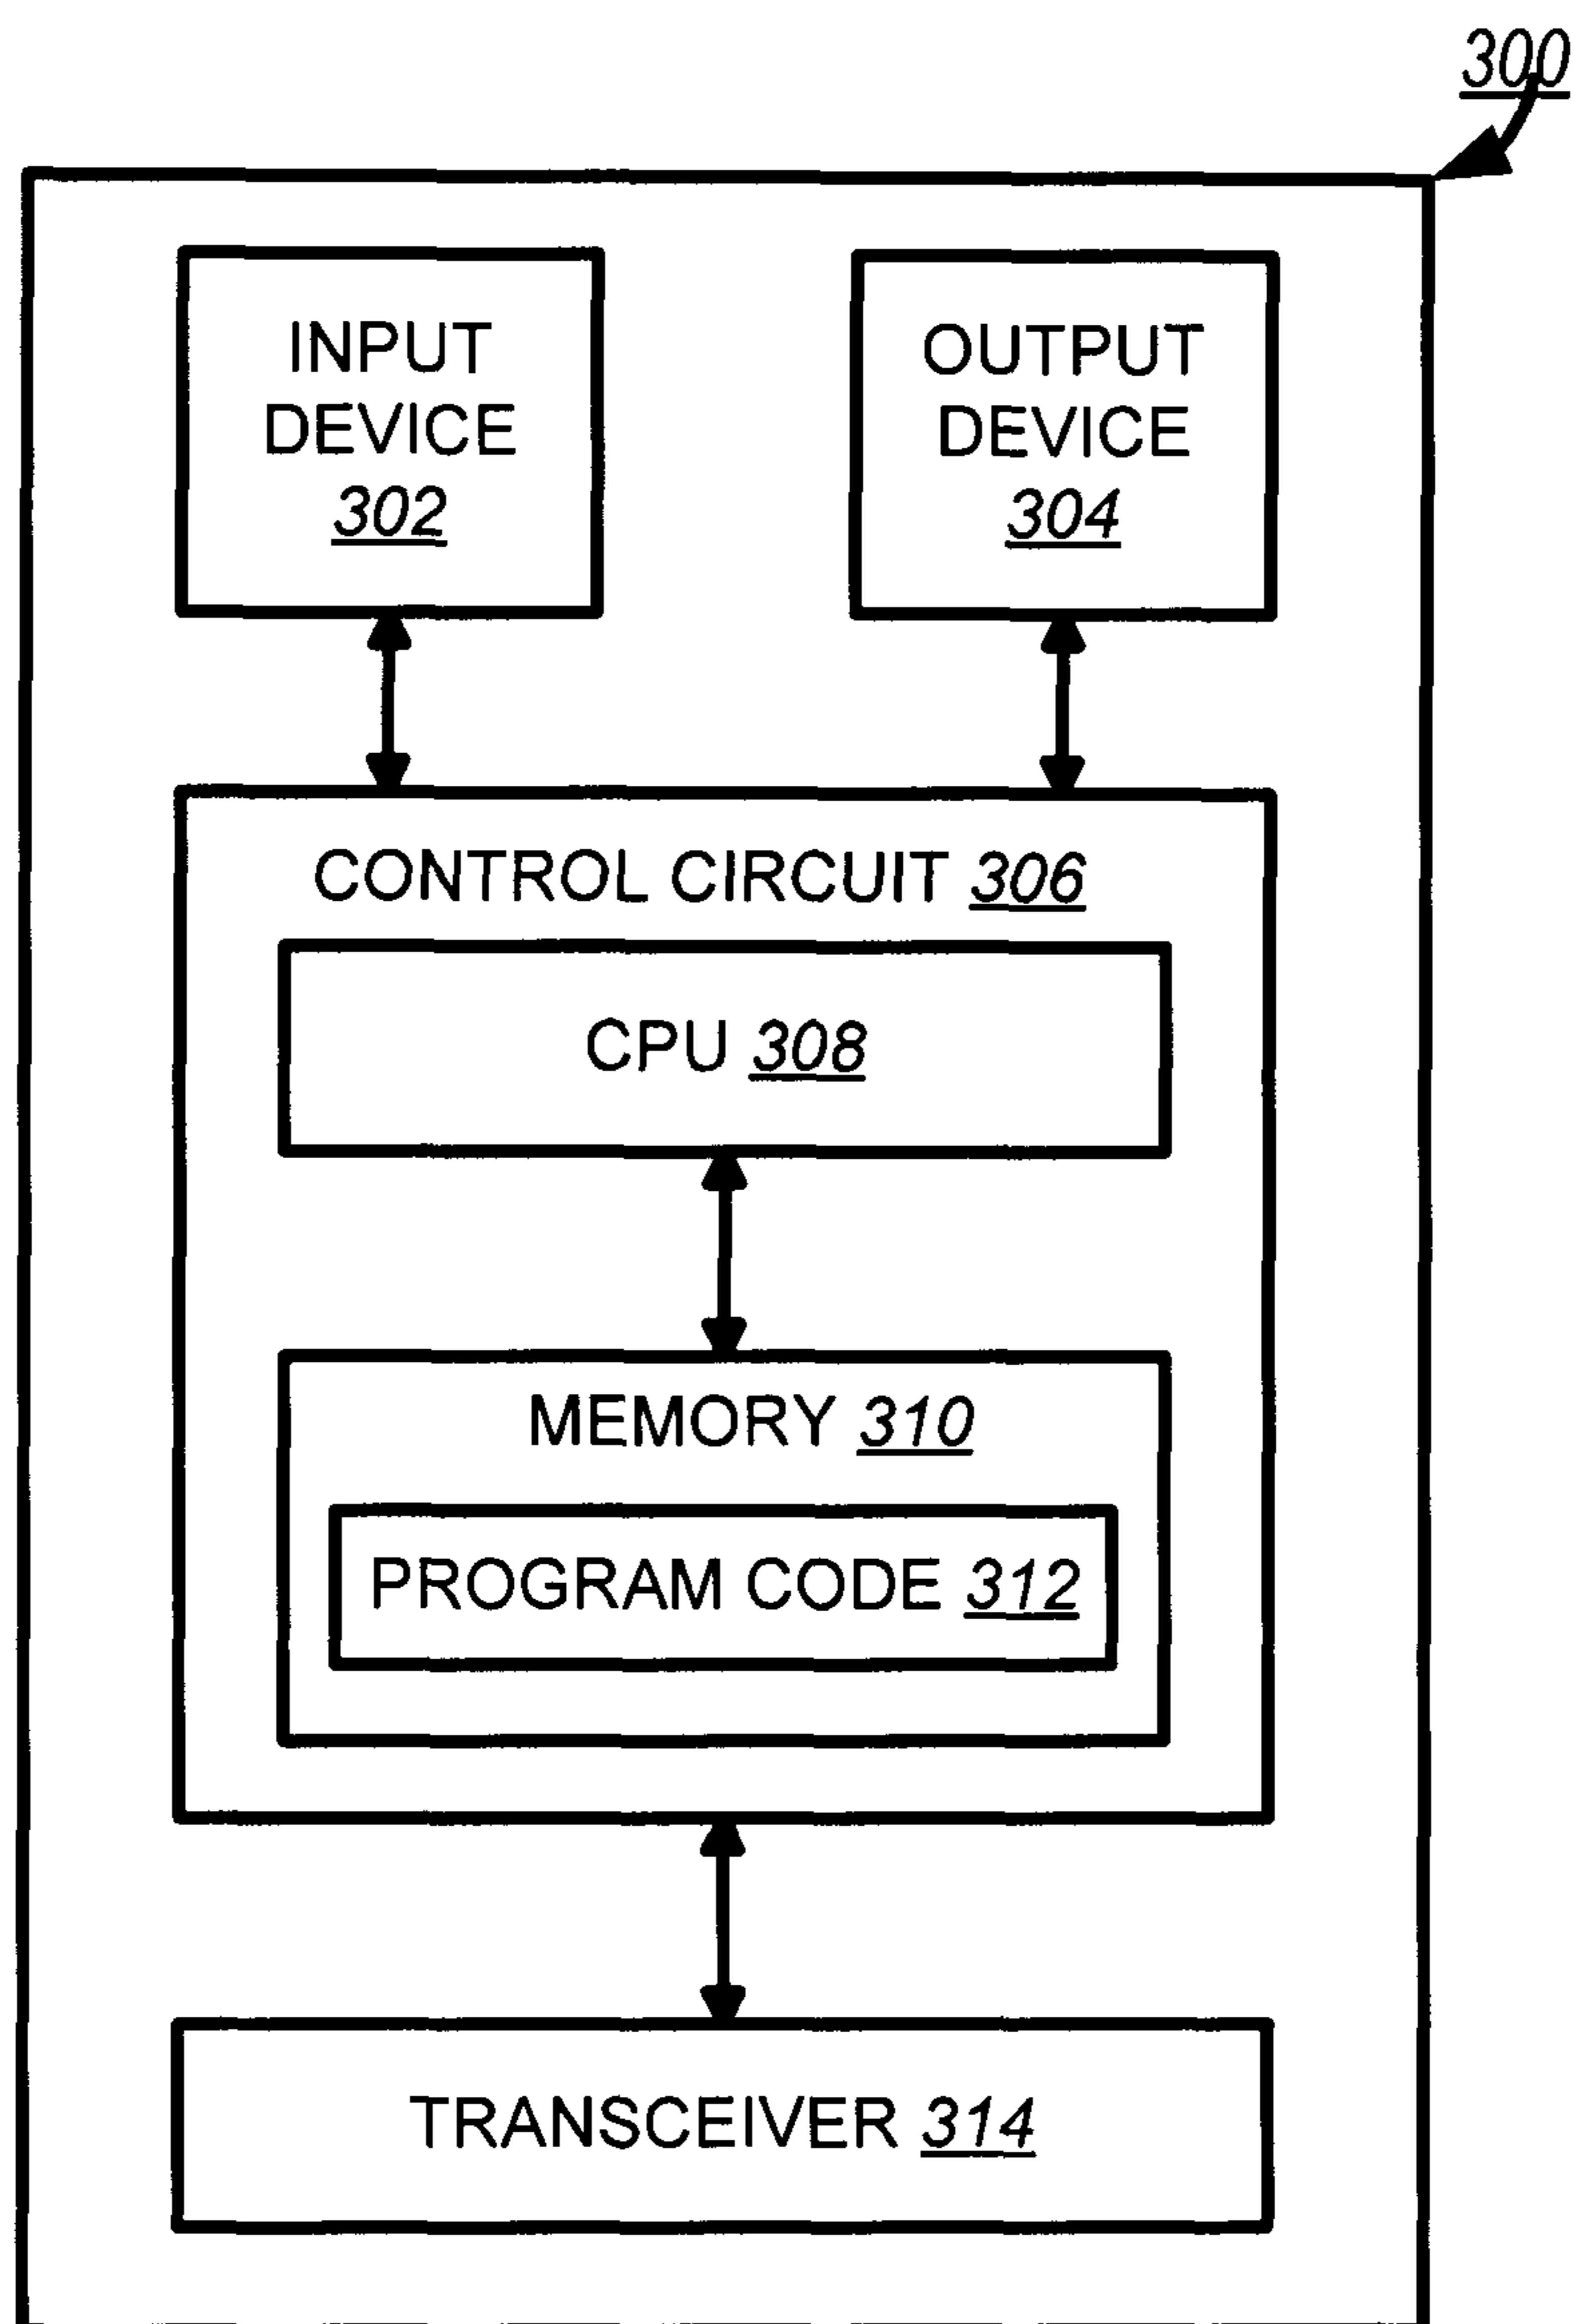 300
INPUT
DEVICE
302
OUTPUT
DEVICE
304
CONTROL CIRCUIT 306
CPU 308
MEMORY 310
PROGRAM CODE 312
TRANSCEIVER 314